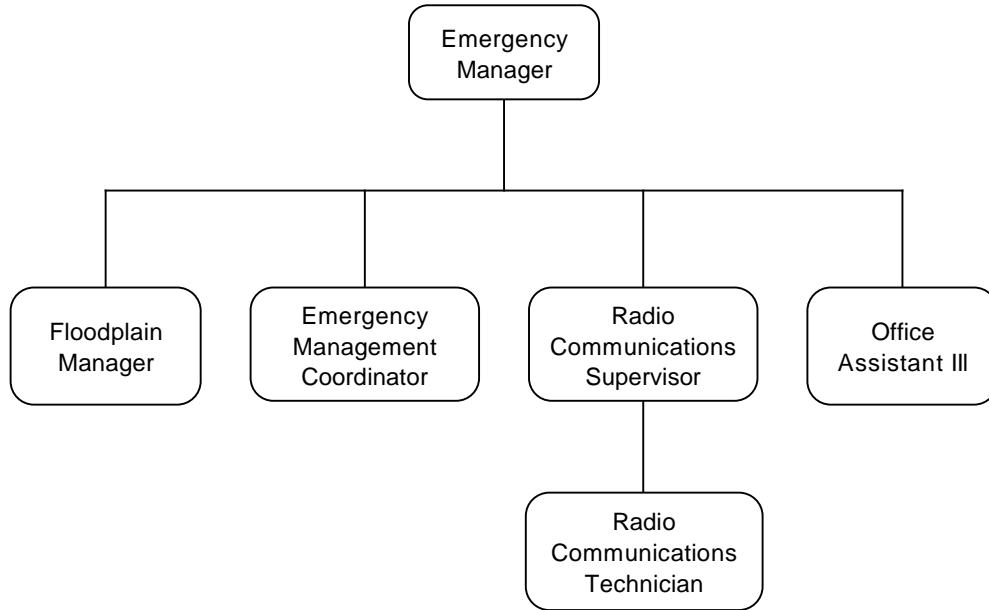 Emergency
Manager
Floodplain
Manager
Emergency
Management
Coordinator
Radio
Communications
Supervisor
Office
Assistant III
Radio
Communications
Technician